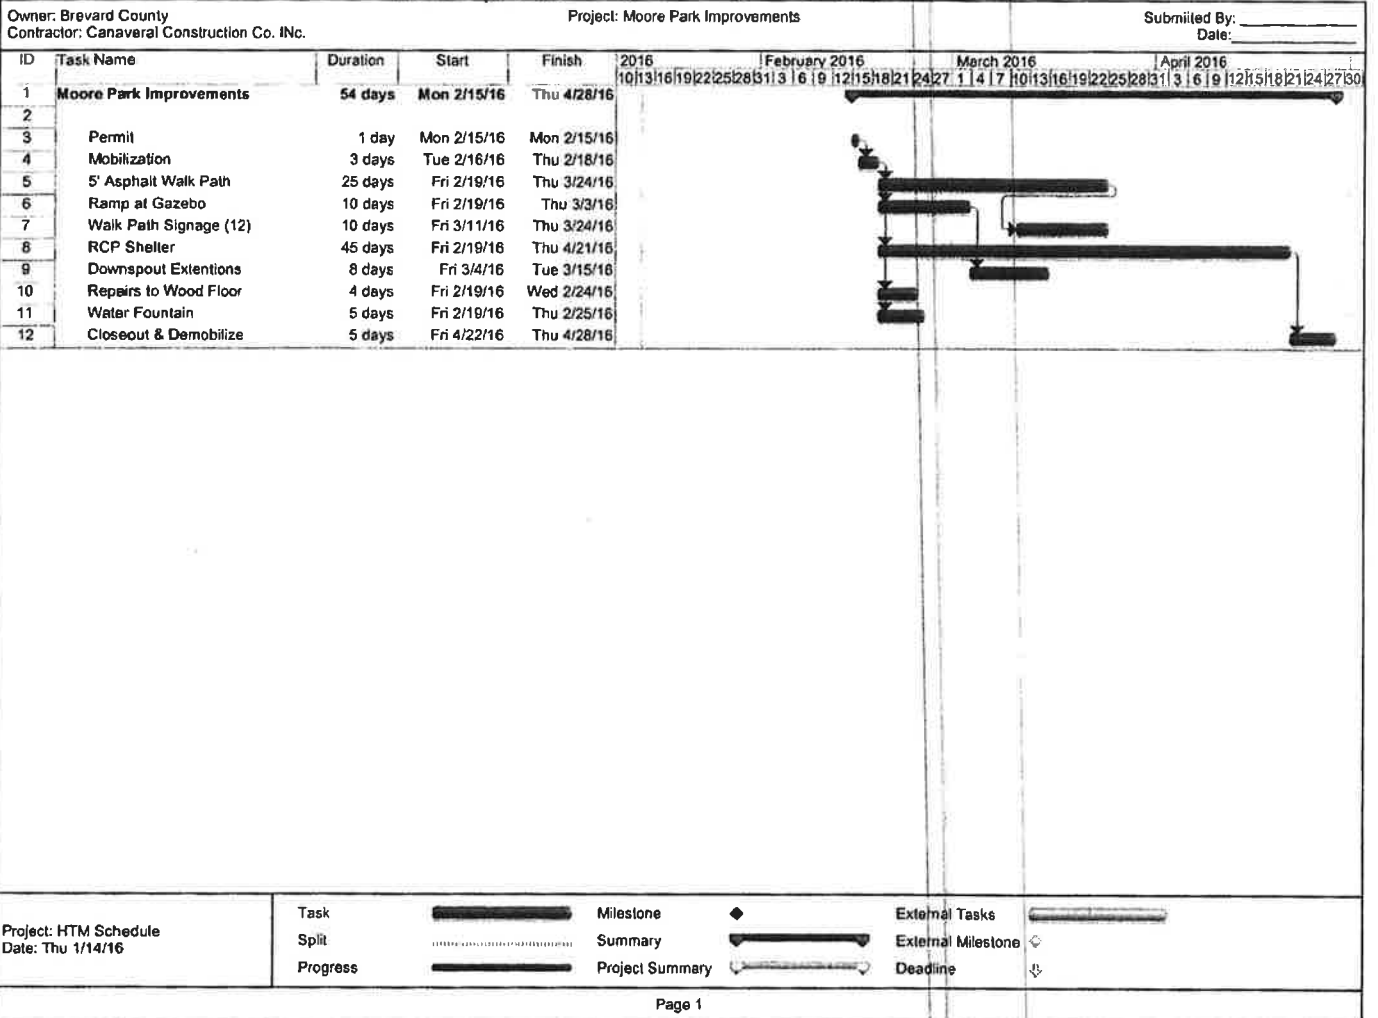 Owner: Brevard County Project: Moore Park Improvements Submiiled By:
Contractor: Canaveral Construction Co. INc. Date:
ID Task Name Duration Start Finish 2016 February 2016 March 2016 April 2016
10 13 16 19 22 25 28 31 3 6 9 12 15 18 21 24 27 1 4 7 10 13 16 19 22 25 28 31 3 6 9 12 15 18 21 24 27 30
1 Moore Park Improvements 54 days Mon 2/15/16 Thu 4/28/16
2
3 Permit 1 day Mon 2/15/16 Mon 2/15/16
4 Mobilization 3 days Tue 2/16/16 Thu 2/18/16
5 5' Asphalt Walk Path 25 days Fri 2/19/16 Thu 3/24/16
6 Ramp at Gazebo 10 days Fri 2/19/16 Thu 3/3/16
7 Walk Path Signage (12) 10 days Fri 3/11/16 Thu 3/24/16
8 RCP Shelter 45 days Fri 2/19/16 Thu 4/21/16
9 Downspout Extentions 8 days Fri 3/4/16 Tue 3/15/16
10 Repairs to Wood Floor 4 days Fri 2/19/16 Wed 2/24/16
11 Water Fountain 5 days Fri 2/19/16 Thu 2/25/16
12 Closeout & Demobilize 5 days Fri 4/22/16 Thu 4/28/16
Project: HTM Schedule
Date: Thu 1/14/16
Task Milestone External Tasks
Split Summary External Milestone
Progress Project Summary Deadline
Page 1